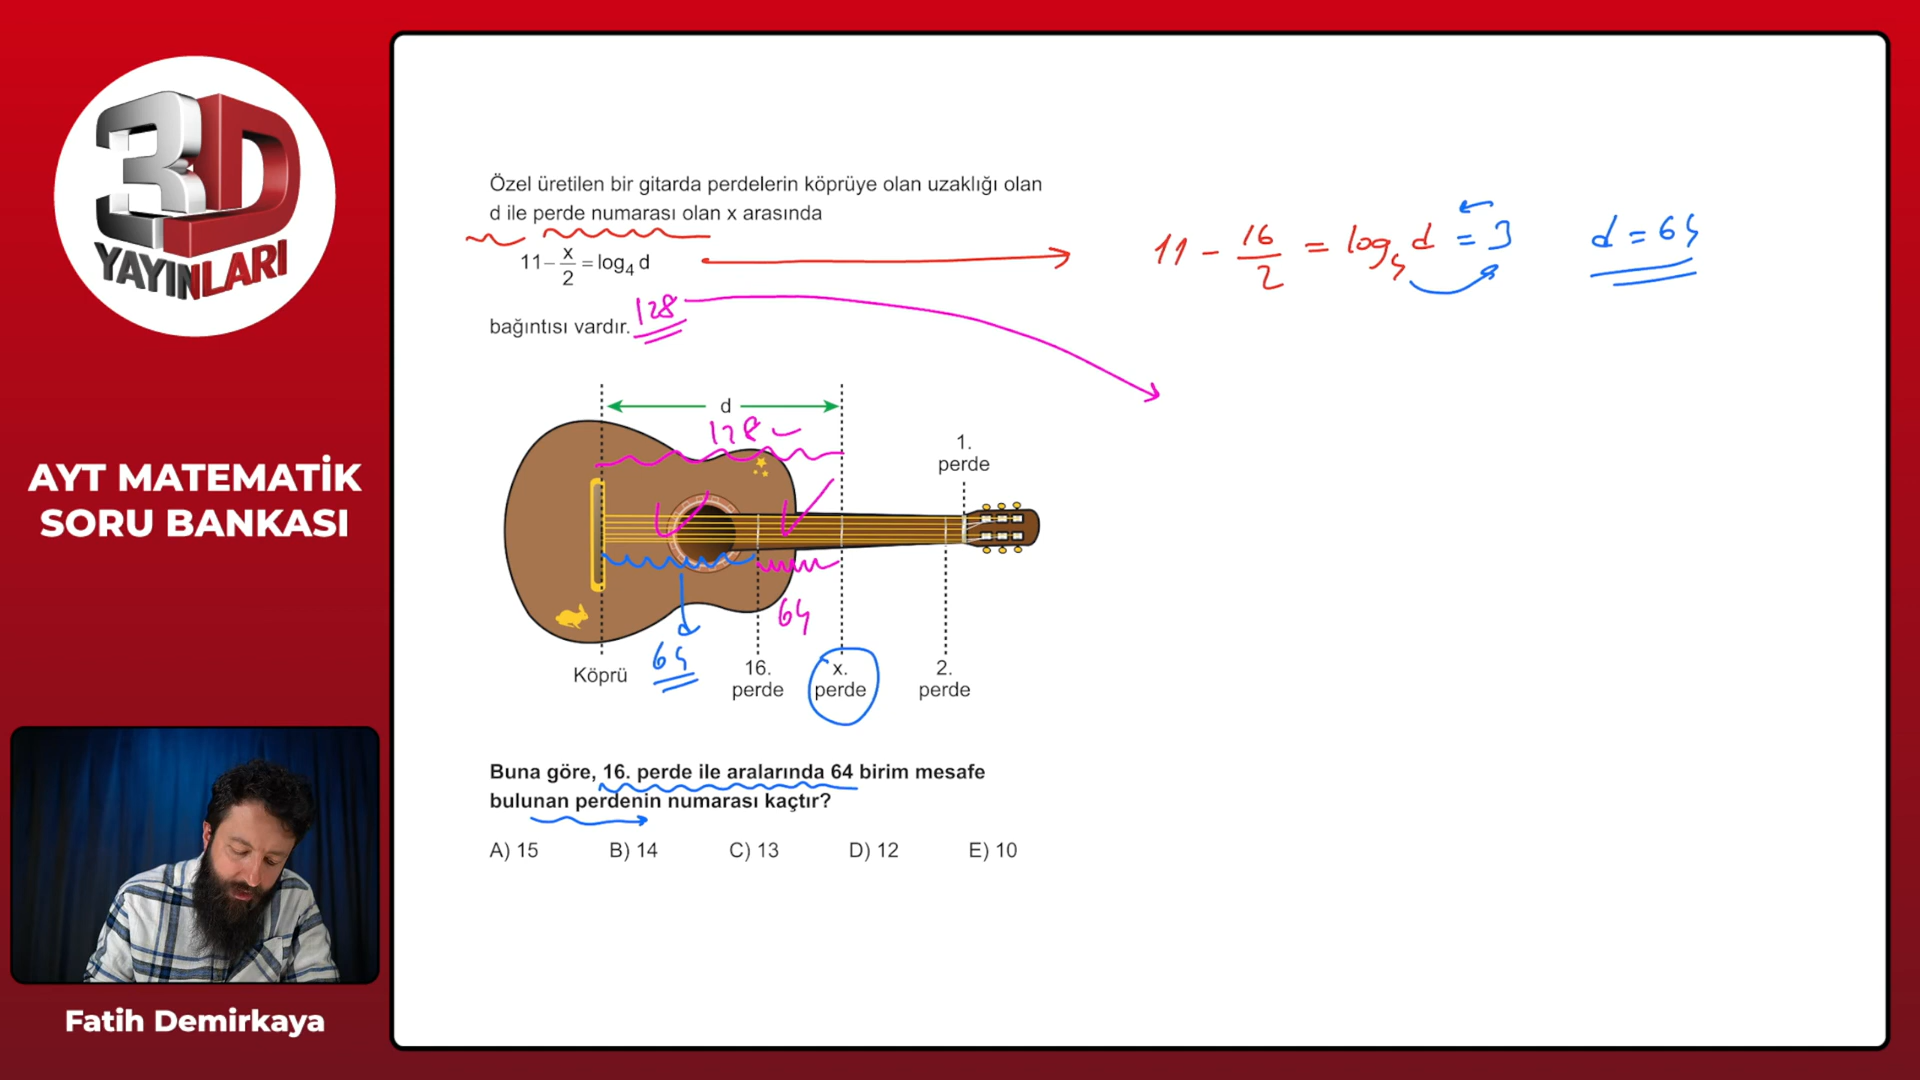 3D
YAYINLARI
AYT MATEMATİK
SORU BANKASI
Fatih Demirkaya
Özel üretilen bir gitarda perdelerin köprüye olan uzaklığı olan
d ile perde numarası olan x arasında
11 – x/2 = log₄ d
bağıntısı vardır. 128
11 - 16/2 = log₄ d = 3 d = 64
d
128
1.
perde
64
d
64
Köprü
16.
perde
x.
perde
2.
perde
Buna göre, 16. perde ile aralarında 64 birim mesafe
bulunan perdenin numarası kaçtır?
A) 15 B) 14 C) 13 D) 12 E) 10